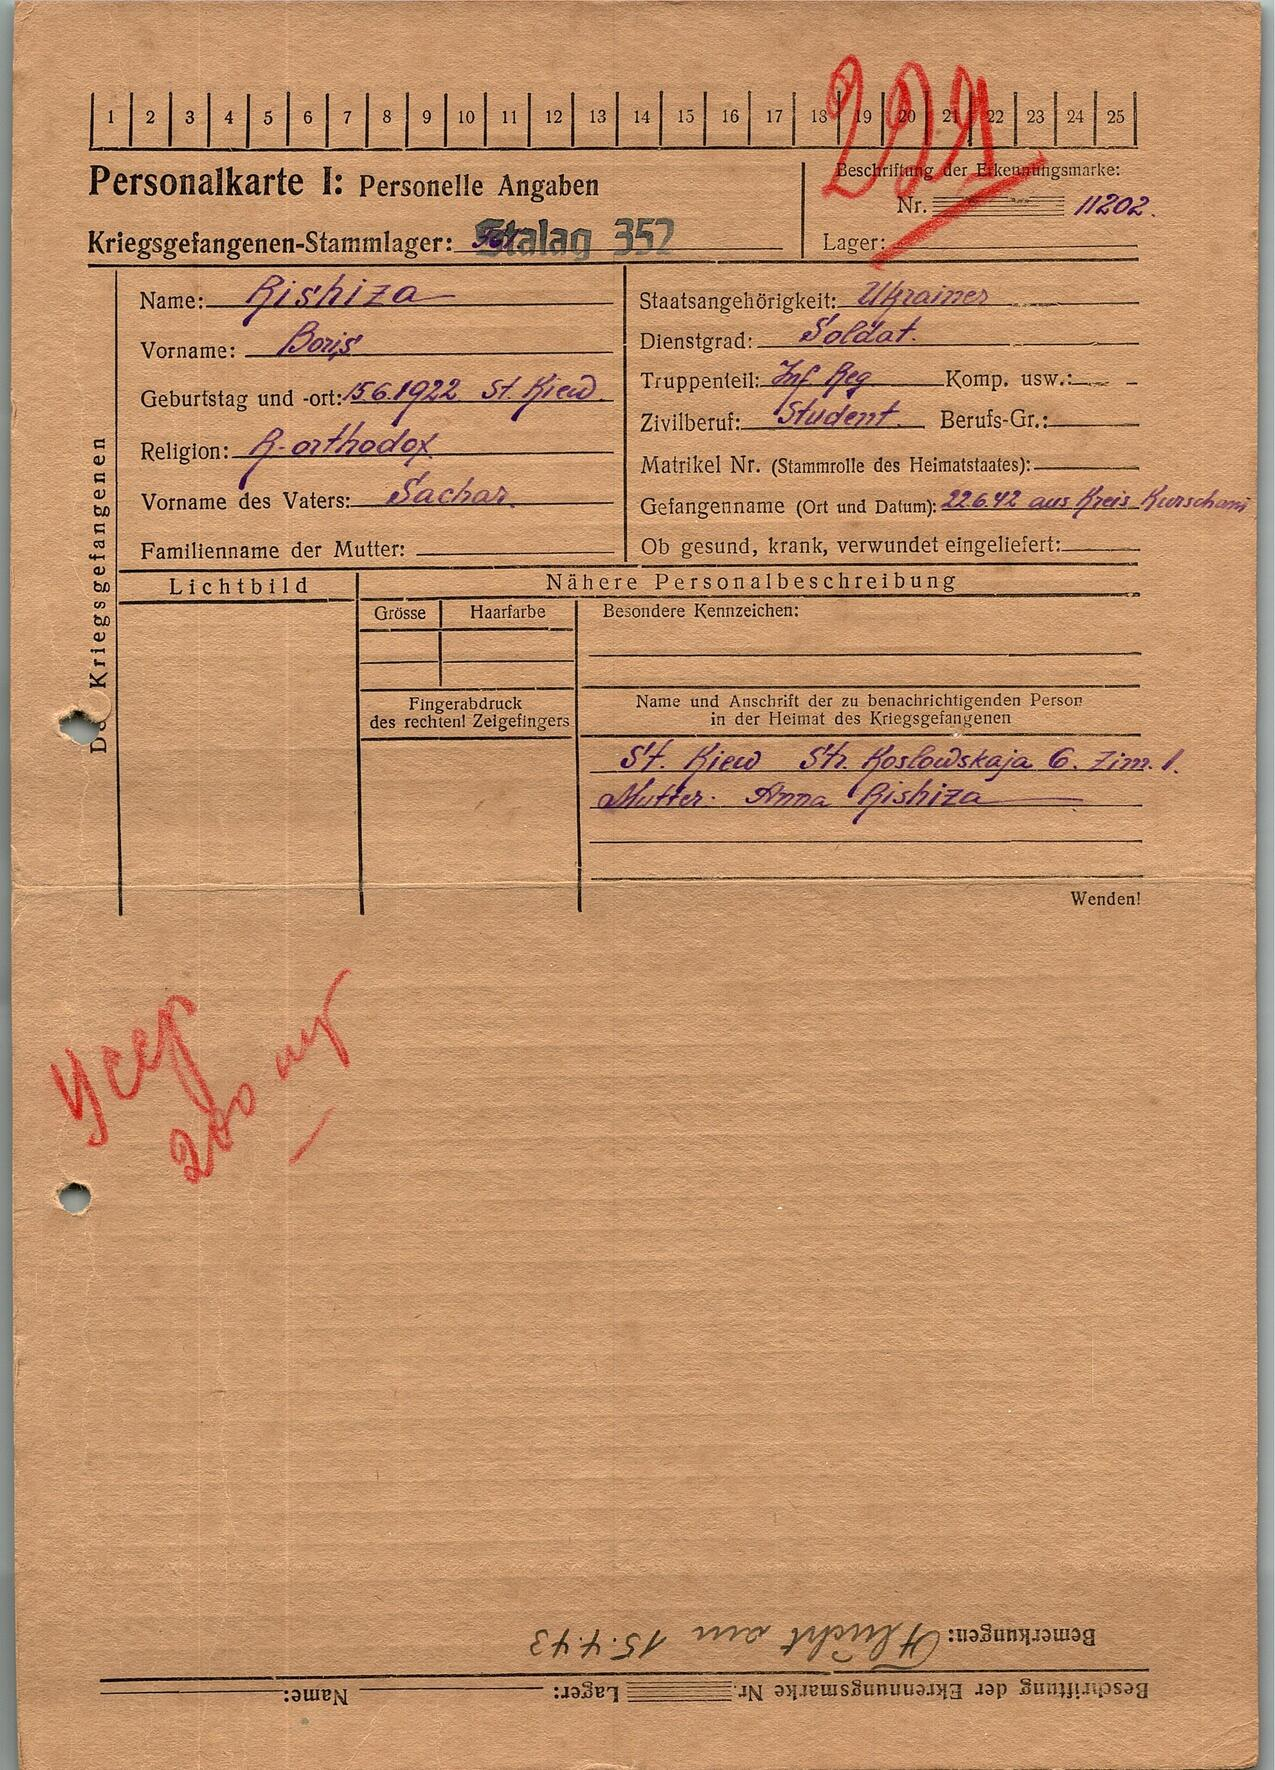 1 2 3 4 5 6 7 8 9 10 11 12 13 14 15 16 17 18 19 20 21 22 23 24 25
Personalkarte I: Personelle Angaben
Beschriftung der Erkennungsmarke:
Nr. 11202.
Kriegsgefangenen-Stammlager: Stalag 352
Lager:
Des Kriegsgefangenen
Name: Rishiza
Vorname: Boris
Geburtstag und -ort: 15.6.1922 St. Kiew.
Religion: R-orthodox
Vorname des Vaters: Sachar.
Familienname der Mutter:
Staatsangehörigkeit: Ukrainer
Dienstgrad: Soldat.
Truppenteil: Inf Reg Komp. usw.: -
Zivilberuf: Student. Berufs-Gr.:
Matrikel Nr. (Stammrolle des Heimatstaates):
Gefangenname (Ort und Datum): 22.6.42 aus Kreis
Ob gesund, krank, verwundet eingeliefert:
Lichtbild
Nähere Personalbeschreibung
Grösse Haarfarbe
Besondere Kennzeichen:
Fingerabdruck
des rechten! Zeigefingers
Name und Anschrift der zu benachrichtigenden Person
in der Heimat des Kriegsgefangenen
St. Kiew Str. Koslowskaja 6. Zim. 1.
Mutter. Anna Rishiza
Wenden!
200
Beschriftung der Ekrennungsmarke Nr. Lager: Name:
Bemerkungen: Flucht am 15.4.43